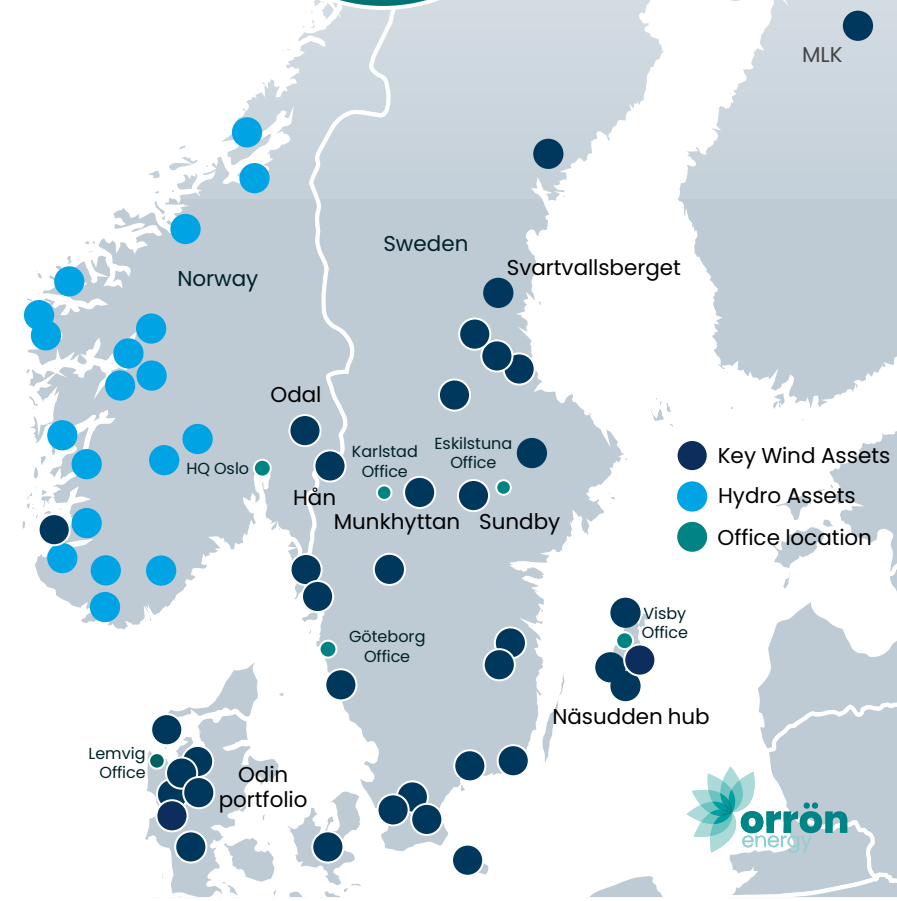 MLK
Sweden
Svartvallsberget
Norway
Odal
Karlstad
Office
Eskilstuna
Office
HQ Oslo
Hån
Munkhyttan
Sundby
Key Wind Assets
Hydro Assets
Office location
Visby
Office
Göteborg
Office
Näsudden hub
Lemvig
Office
Odin
portfolio
orrön
energy